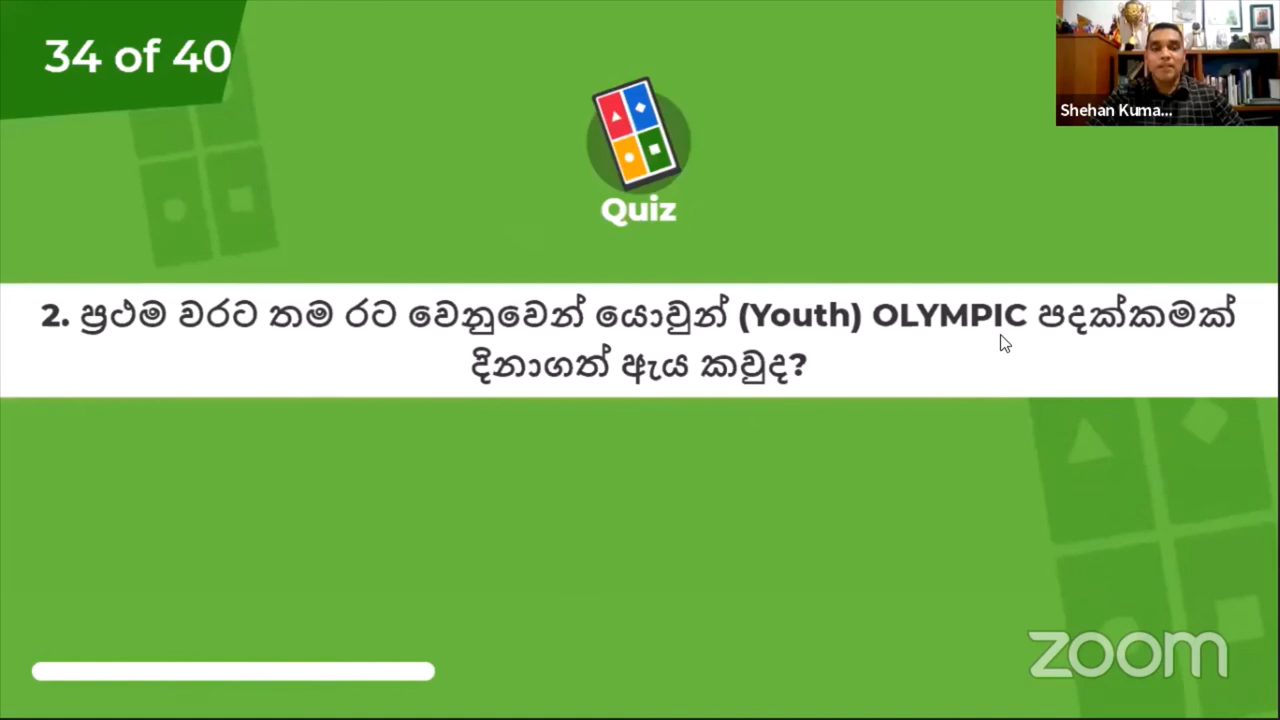 34 of 40
Shehan Kuma...
Quiz
2. ප්‍රථම වරට තම රට වෙනුවෙන් යොවුන් (Youth) OLYMPIC පදක්කමක්
දිනාගත් ඇය කවුද?
zoom